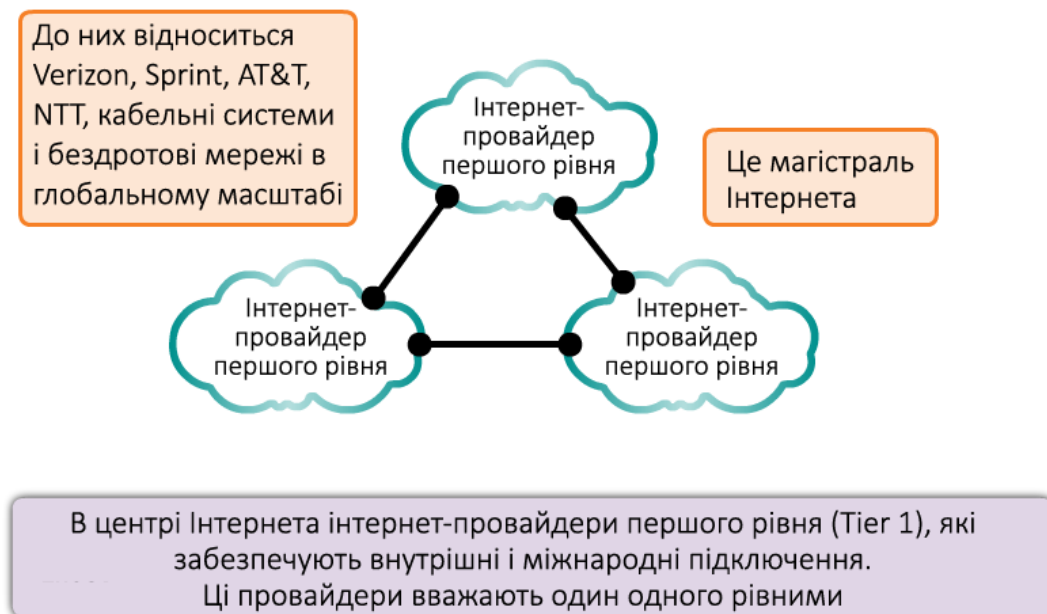 До них відноситься
Verizon, Sprint, AT&T,
NTT, кабельні системи
і бездротові мережі в
глобальному масштабі
Інтернет-
провайдер
першого рівня
Це магістраль
Інтернета
Інтернет-
провайдер
першого рівня
Інтернет-
провайдер
першого рівня
В центрі Інтернета інтернет-провайдери першого рівня (Tier 1), які
забезпечують внутрішні і міжнародні підключення.
Ці провайдери вважають один одного рівними